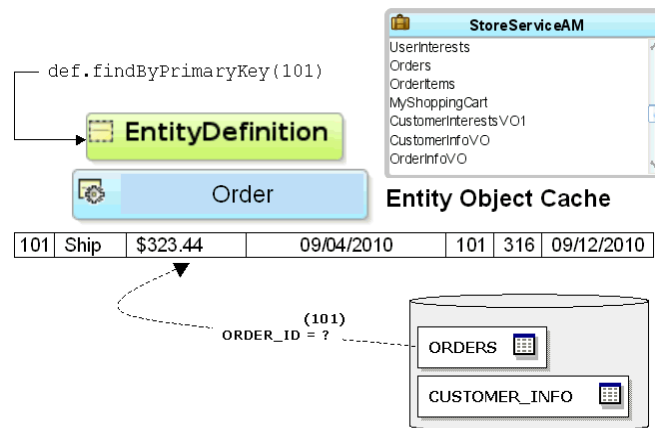 StoreServiceAM
UserInterests
Orders
OrderItems
MyShoppingCart
CustomerInterestsVO1
CustomerInfoVO
OrderInfoVO
def.findByPrimaryKey(101)
EntityDefinition
Order
Entity Object Cache
101 Ship $323.44 09/04/2010 101 316 09/12/2010
(101)
ORDER_ID = ?
ORDERS
CUSTOMER_INFO